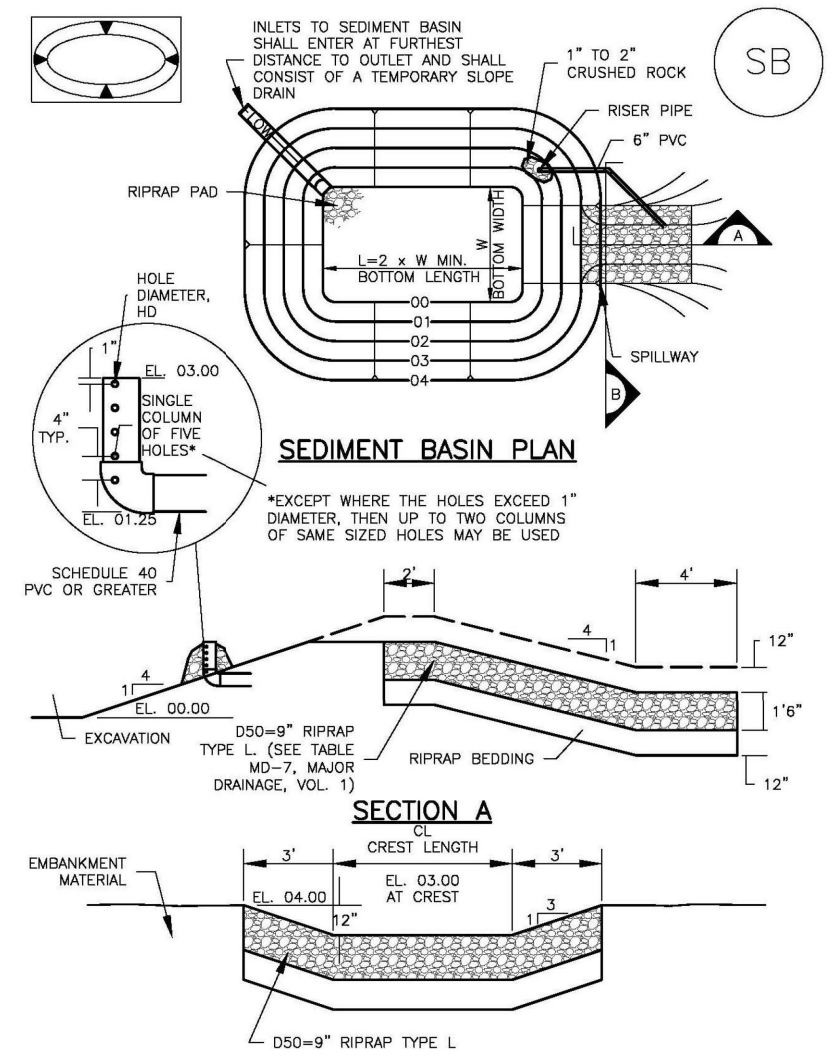 INLETS TO SEDIMENT BASIN
SHALL ENTER AT FURTHEST
DISTANCE TO OUTLET AND SHALL
CONSIST OF A TEMPORARY SLOPE
DRAIN
1" TO 2"
CRUSHED ROCK
SB
RISER PIPE
6" PVC
FLOW
RIPRAP PAD
W
BOTTOM WIDTH
L=2 x W MIN.
BOTTOM LENGTH
A
00
01
02
03
04
SPILLWAY
B
HOLE
DIAMETER,
HD
1"
EL. 03.00
4"
TYP.
SINGLE
COLUMN
OF FIVE
HOLES*
EL. 01.25
SEDIMENT BASIN PLAN
*EXCEPT WHERE THE HOLES EXCEED 1"
DIAMETER, THEN UP TO TWO COLUMNS
OF SAME SIZED HOLES MAY BE USED
SCHEDULE 40
PVC OR GREATER
2'
4'
4
1
12"
4
1
EL. 00.00
EXCAVATION
1'6"
D50=9" RIPRAP
TYPE L. (SEE TABLE
MD-7, MAJOR
DRAINAGE, VOL. 1)
RIPRAP BEDDING
12"
SECTION A
CL
CREST LENGTH
3'
3'
EMBANKMENT
MATERIAL
EL. 04.00
EL. 03.00
AT CREST
12"
3
1
D50=9" RIPRAP TYPE L